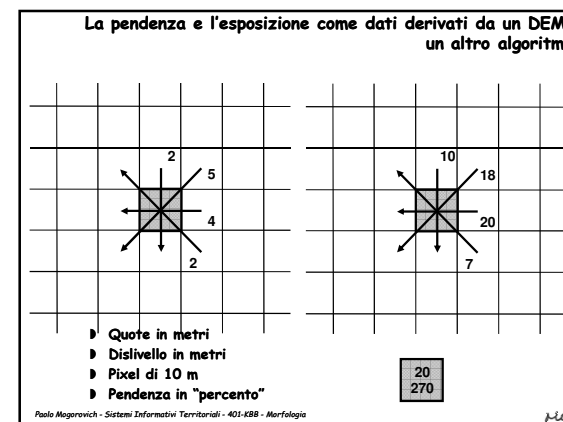 La pendenza e l'esposizione come dati derivati da un DEM
un altro algoritm
2
5
4
2
10
18
20
7
◗ Quote in metri
◗ Dislivello in metri
◗ Pixel di 10 m
◗ Pendenza in "percento"
20
270
Paolo Mogorovich - Sistemi Informativi Territoriali - 401-KBB - Morfologia